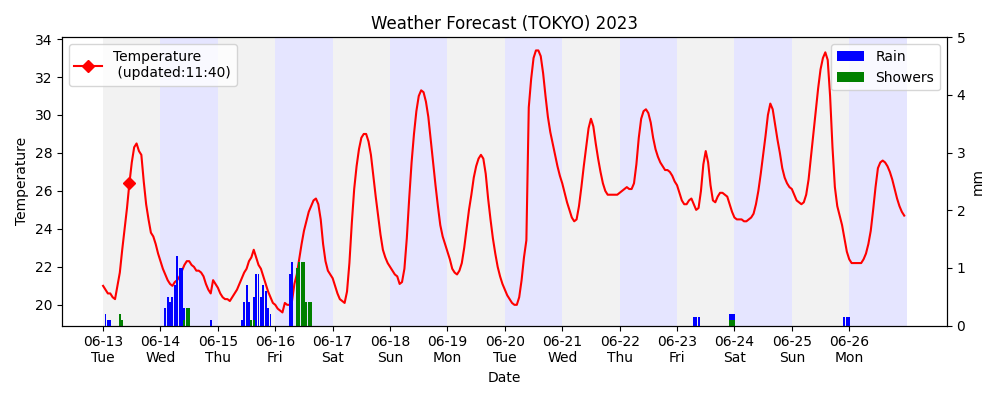 Weather Forecast (TOKYO) 2023
Temperature
(updated:11:40)
Rain
Showers
34
32
30
28
26
24
22
20
Temperature
5
4
3
2
1
0
mm
06-13 06-14 06-15 06-16 06-17 06-18 06-19 06-20 06-21 06-22 06-23 06-24 06-25 06-26
Tue Wed Thu Fri Sat Sun Mon Tue Wed Thu Fri Sat Sun Mon
Date